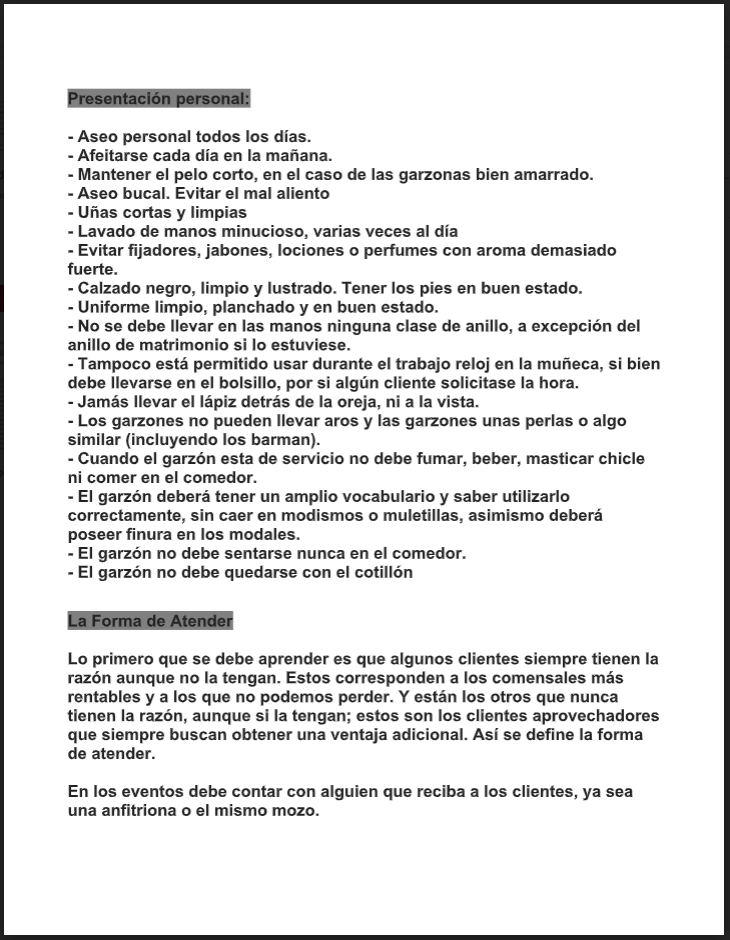 Presentación personal:
- Aseo personal todos los días.
- Afeitarse cada día en la mañana.
- Mantener el pelo corto, en el caso de las garzonas bien amarrado.
- Aseo bucal. Evitar el mal aliento
- Uñas cortas y limpias
- Lavado de manos minucioso, varias veces al día
- Evitar fijadores, jabones, lociones o perfumes con aroma demasiado
fuerte.
- Calzado negro, limpio y lustrado. Tener los pies en buen estado.
- Uniforme limpio, planchado y en buen estado.
- No se debe llevar en las manos ninguna clase de anillo, a excepción del
anillo de matrimonio si lo estuviese.
- Tampoco está permitido usar durante el trabajo reloj en la muñeca, si bien
debe llevarse en el bolsillo, por si algún cliente solicitase la hora.
- Jamás llevar el lápiz detrás de la oreja, ni a la vista.
- Los garzones no pueden llevar aros y las garzones unas perlas o algo
similar (incluyendo los barman).
- Cuando el garzón esta de servicio no debe fumar, beber, masticar chicle
ni comer en el comedor.
- El garzón deberá tener un amplio vocabulario y saber utilizarlo
correctamente, sin caer en modismos o muletillas, asimismo deberá
poseer finura en los modales.
- El garzón no debe sentarse nunca en el comedor.
- El garzón no debe quedarse con el cotillón
La Forma de Atender
Lo primero que se debe aprender es que algunos clientes siempre tienen la
razón aunque no la tengan. Estos corresponden a los comensales más
rentables y a los que no podemos perder. Y están los otros que nunca
tienen la razón, aunque si la tengan; estos son los clientes aprovechadores
que siempre buscan obtener una ventaja adicional. Así se define la forma
de atender.
En los eventos debe contar con alguien que reciba a los clientes, ya sea
una anfitriona o el mismo mozo.